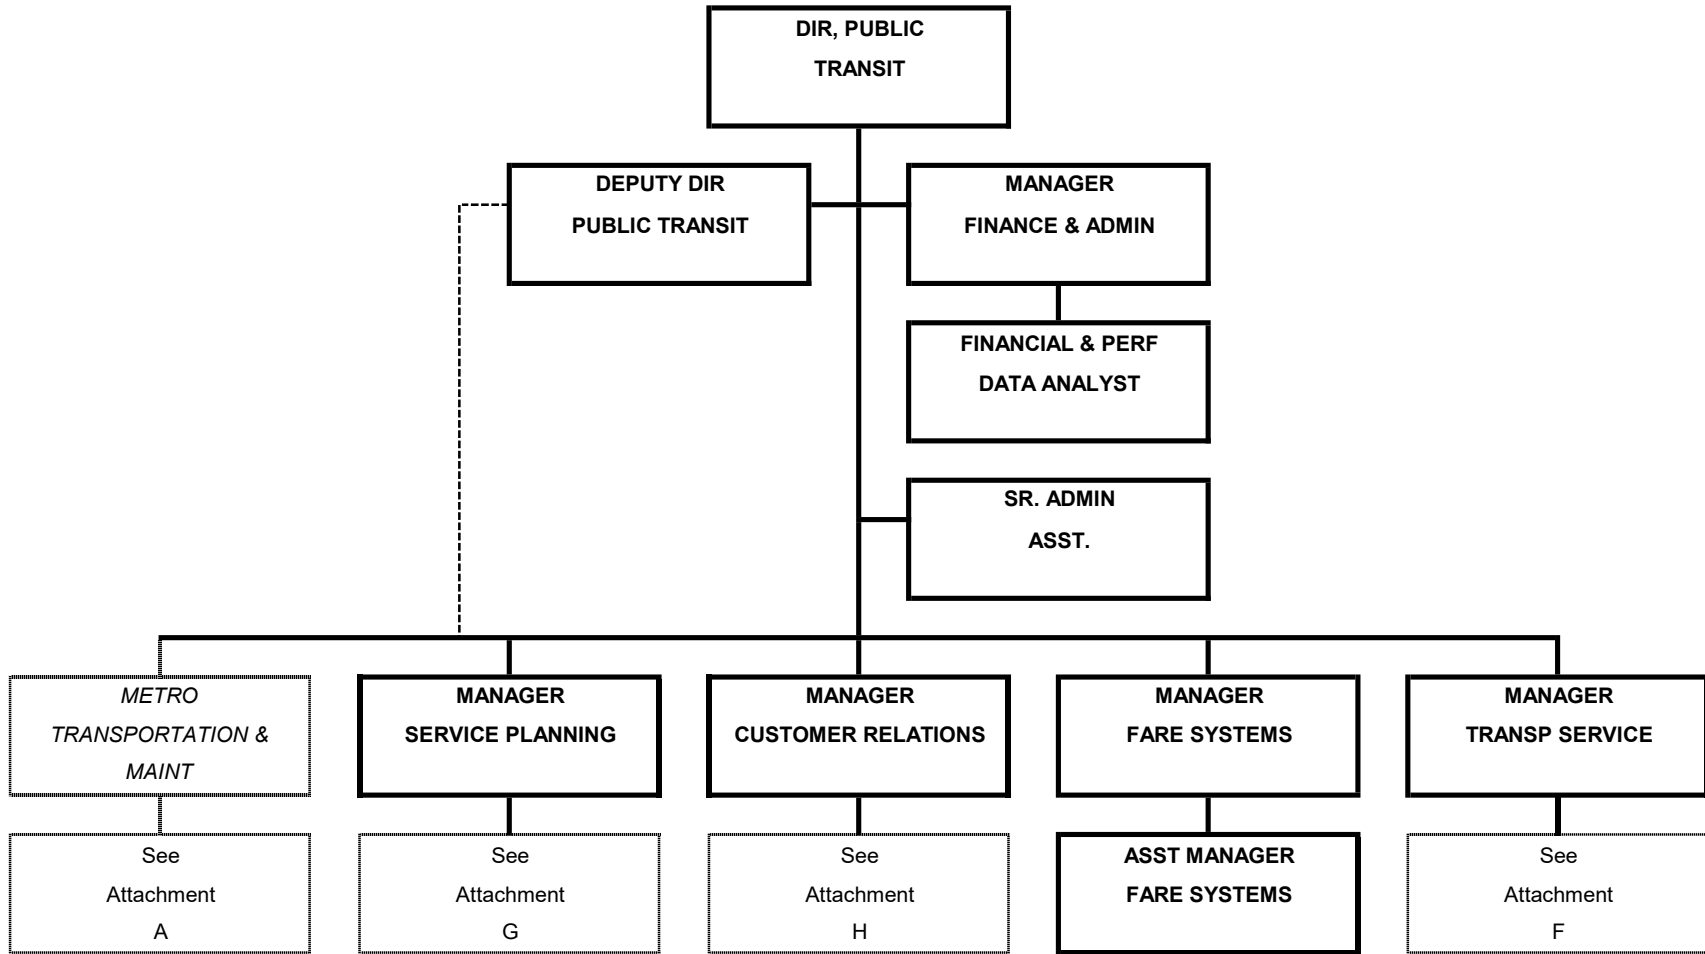 DIR, PUBLIC
TRANSIT
DEPUTY DIR
PUBLIC TRANSIT
MANAGER
FINANCE & ADMIN
FINANCIAL & PERF
DATA ANALYST
SR. ADMIN
ASST.
METRO
TRANSPORTATION &
MAINT
MANAGER
SERVICE PLANNING
MANAGER
CUSTOMER RELATIONS
MANAGER
FARE SYSTEMS
MANAGER
TRANSP SERVICE
See
Attachment
A
See
Attachment
G
See
Attachment
H
ASST MANAGER
FARE SYSTEMS
See
Attachment
F